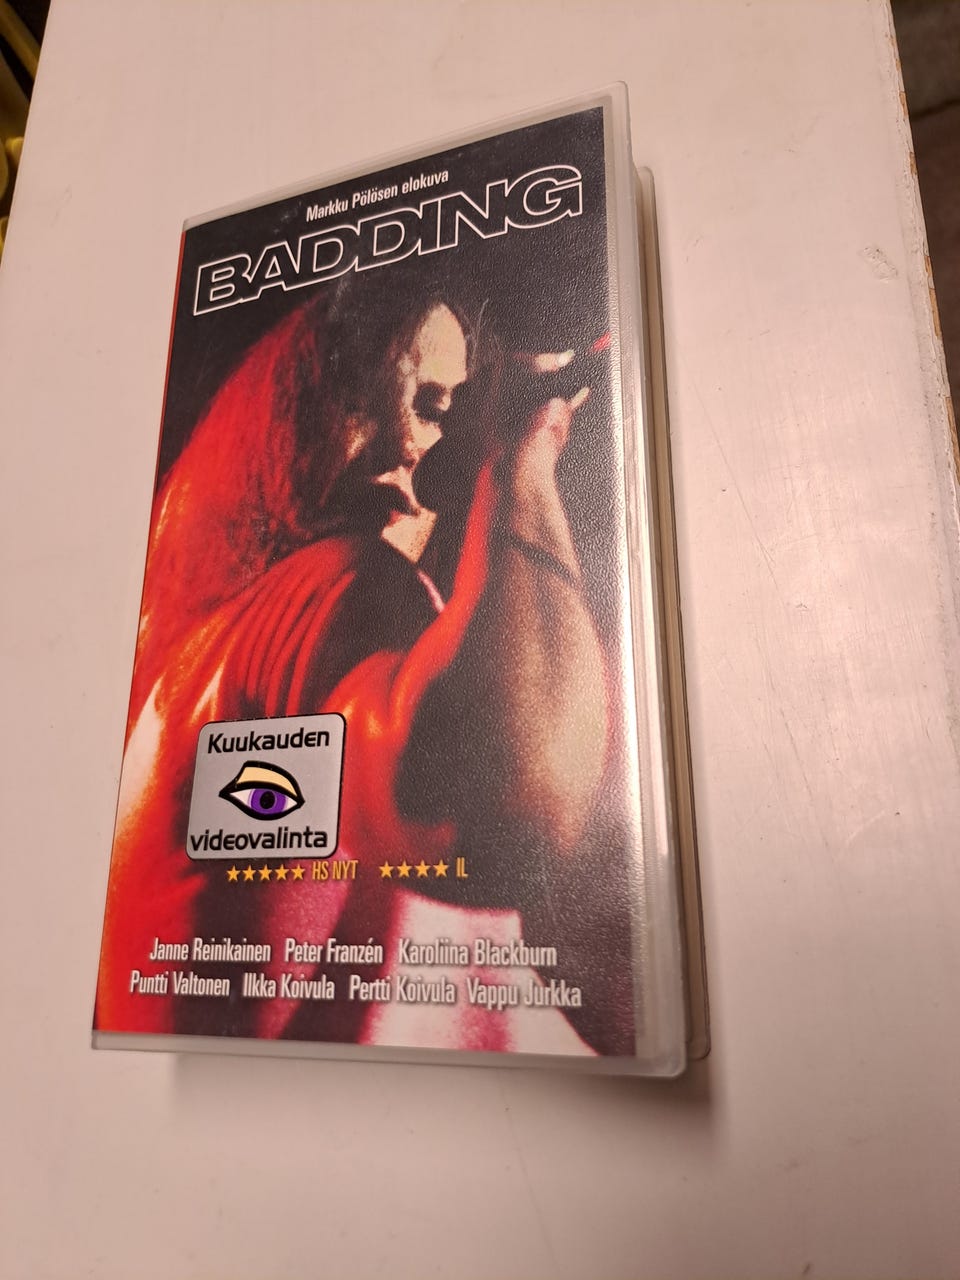 Markku Pölösen elokuva
BADDING
Kuukauden
videovalinta
★★★★★ HS NYT ★★★★ IL
Janne Reinikainen Peter Franzén Karoliina Blackburn
Puntti Valtonen Ilkka Koivula Pertti Koivula Vappu Jurkka